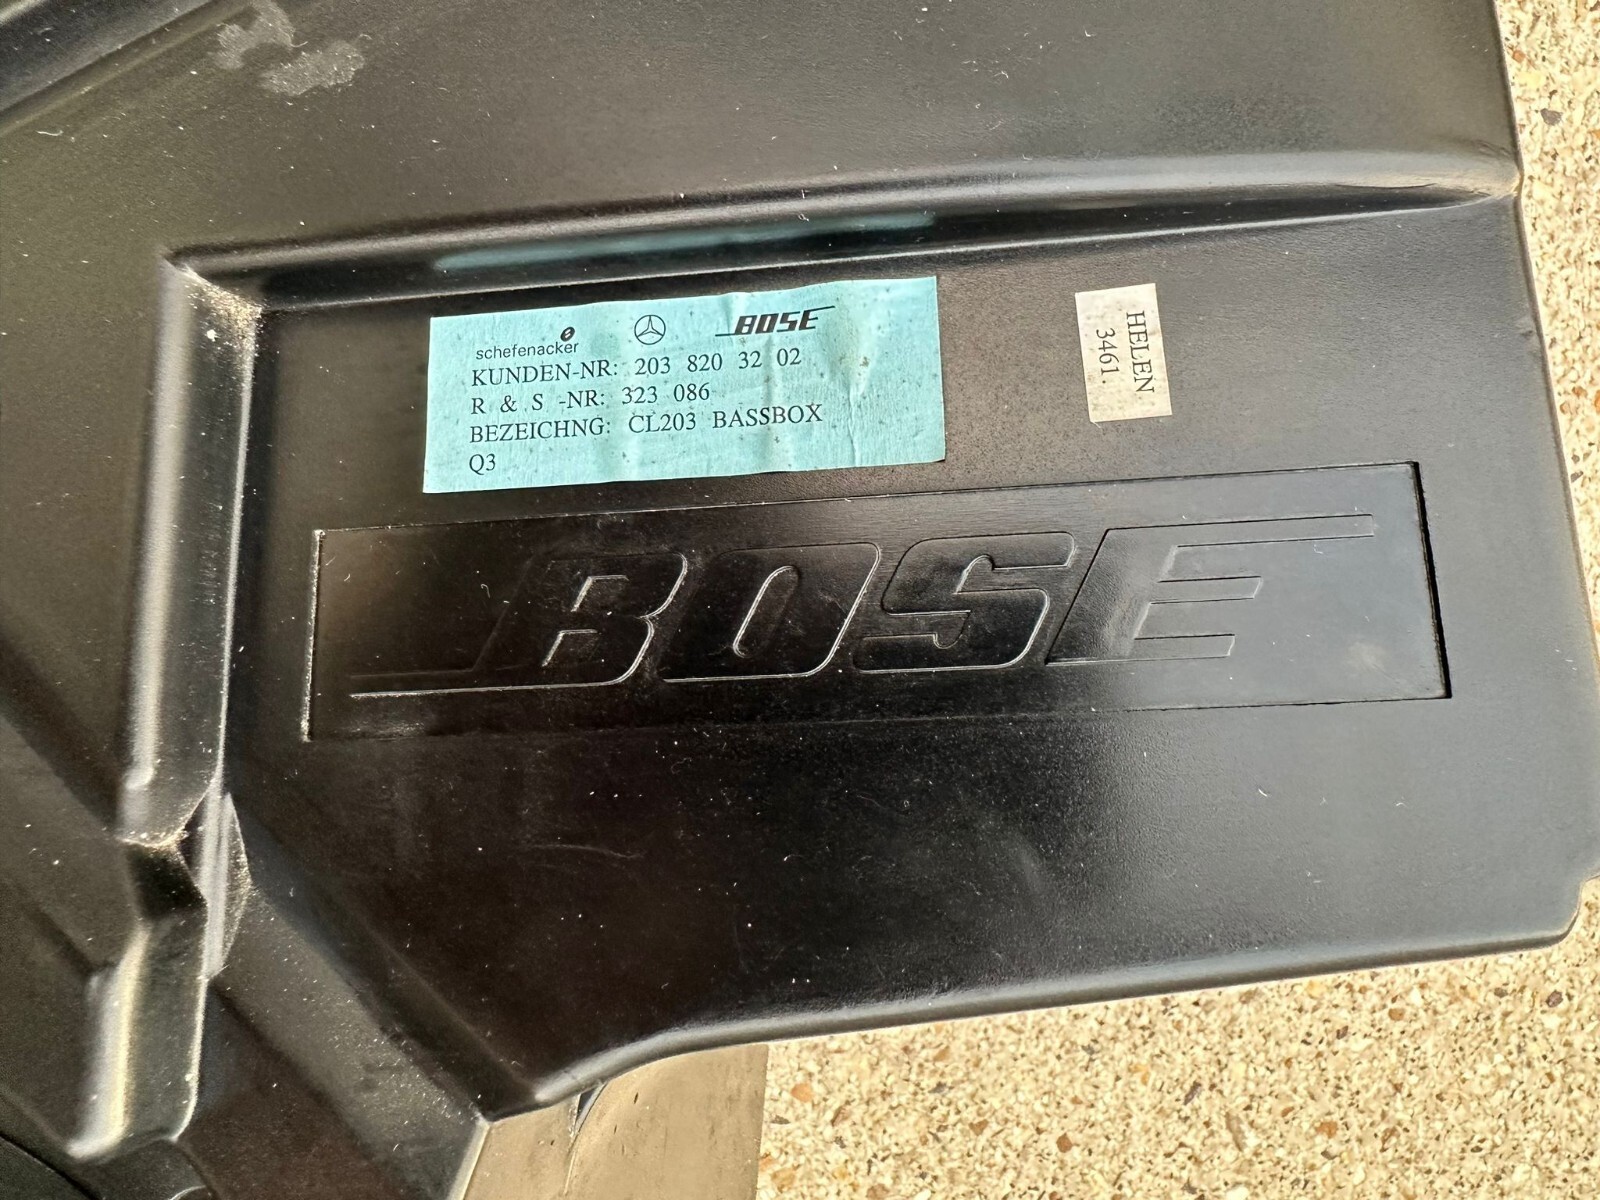 schefenacker
BOSE
KUNDEN-NR: 203 820 32 02
R & S -NR: 323 086
BEZEICHNG: CL203 BASSBOX
Q3
HELEN
3461.
BOSE